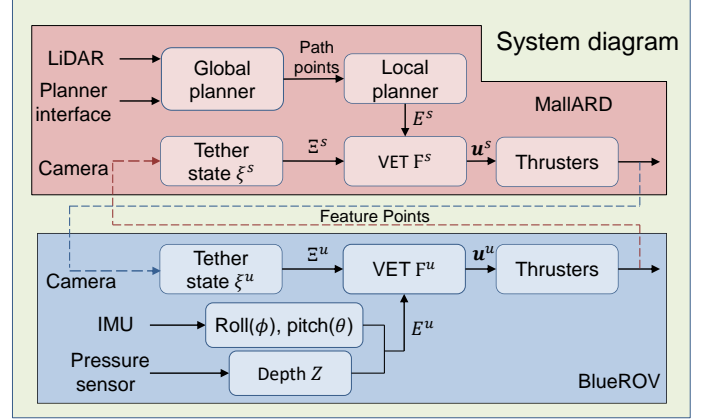 System diagram
LiDAR
Planner
interface
Global
planner
Path
points
Local
planner
MallARD
E^s
Camera
Tether
state ξ^s
Ξ^s
VET F^s
u^s
Thrusters
Feature Points
Camera
Tether
state ξ^u
Ξ^u
VET F^u
u^u
Thrusters
IMU
Roll(ϕ), pitch(θ)
E^u
Pressure
sensor
Depth Z
BlueROV